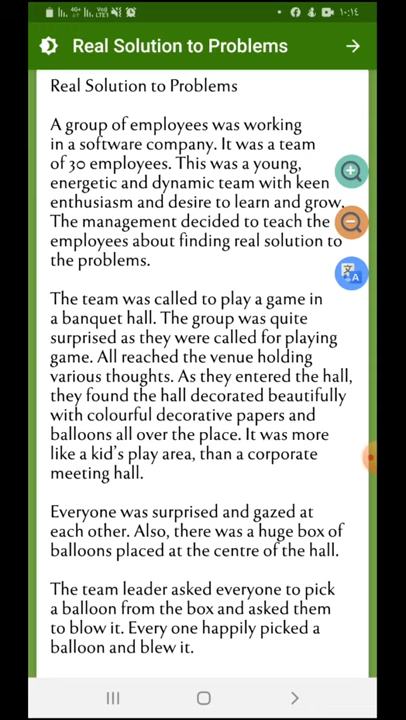 ١٠:١٤
Real Solution to Problems
Real Solution to Problems
A group of employees was working
in a software company. It was a team
of 30 employees. This was a young,
energetic and dynamic team with keen
enthusiasm and desire to learn and grow.
The management decided to teach the
employees about finding real solution to
the problems.
The team was called to play a game in
a banquet hall. The group was quite
surprised as they were called for playing
game. All reached the venue holding
various thoughts. As they entered the hall,
they found the hall decorated beautifully
with colourful decorative papers and
balloons all over the place. It was more
like a kid's play area, than a corporate
meeting hall.
Everyone was surprised and gazed at
each other. Also, there was a huge box of
balloons placed at the centre of the hall.
The team leader asked everyone to pick
a balloon from the box and asked them
to blow it. Every one happily picked a
balloon and blew it.